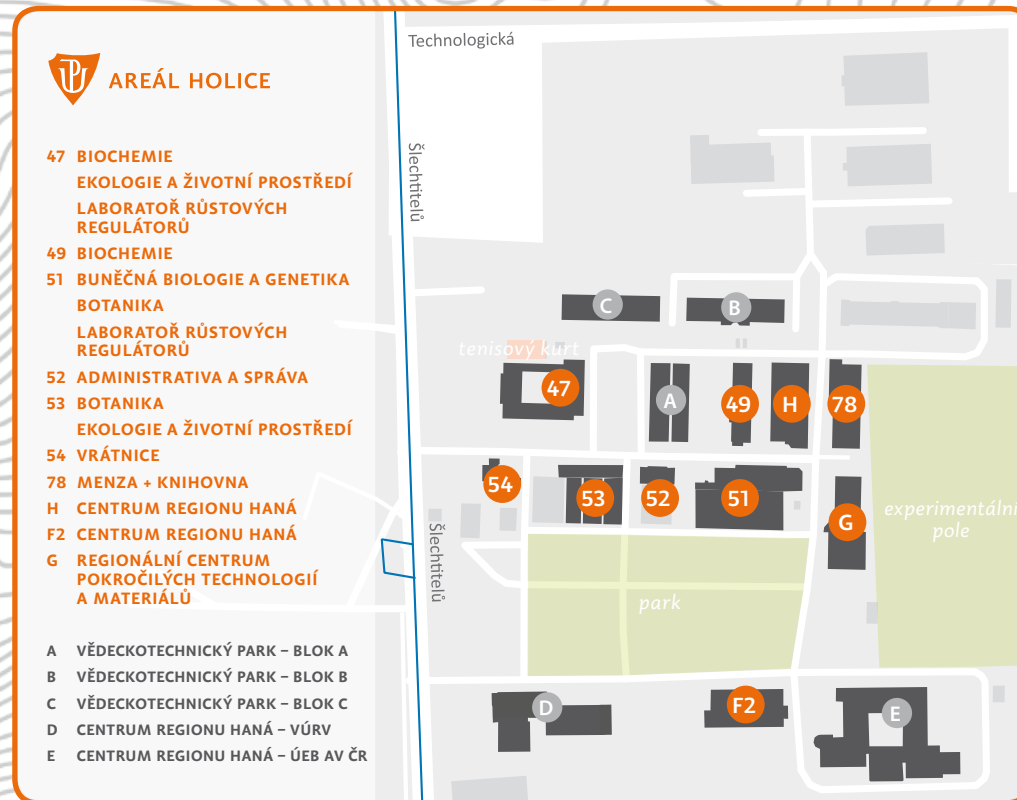 UP
AREÁL HOLICE
47 BIOCHEMIE
EKOLOGIE A ŽIVOTNÍ PROSTŘEDÍ
LABORATOŘ RŮSTOVÝCH
REGULÁTORŮ
49 BIOCHEMIE
51 BUNĚČNÁ BIOLOGIE A GENETIKA
BOTANIKA
LABORATOŘ RŮSTOVÝCH
REGULÁTORŮ
52 ADMINISTRATIVA A SPRÁVA
53 BOTANIKA
EKOLOGIE A ŽIVOTNÍ PROSTŘEDÍ
54 VRÁTNICE
78 MENZA + KNIHOVNA
H CENTRUM REGIONU HANÁ
F2 CENTRUM REGIONU HANÁ
G REGIONÁLNÍ CENTRUM
POKROČILÝCH TECHNOLOGIÍ
A MATERIÁLŮ
A VĚDECKOTECHNICKÝ PARK – BLOK A
B VĚDECKOTECHNICKÝ PARK – BLOK B
C VĚDECKOTECHNICKÝ PARK – BLOK C
D CENTRUM REGIONU HANÁ – VÚRV
E CENTRUM REGIONU HANÁ – ÚEB AV ČR
Technologická
Šlechtitelů
C
B
tenisový kurt
47
A
49
H
78
54
53
52
51
G
experimentální
pole
Šlechtitelů
park
D
F2
E